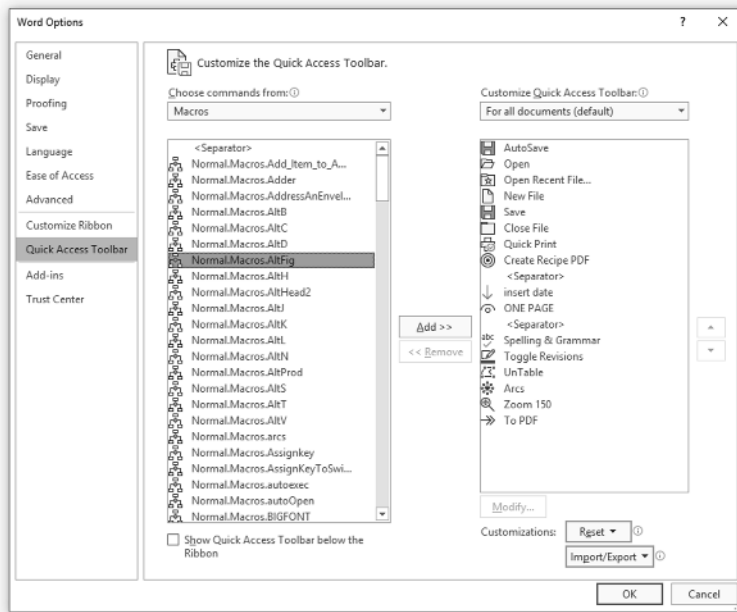 Word Options
?
General
Display
Proofing
Save
Language
Ease of Access
Advanced
Customize Ribbon
Quick Access Toolbar
Add-ins
Trust Center
Customize the Quick Access Toolbar.
Choose commands from:
Macros
<Separator>
Normal.Macros.Add_Item_to_A...
Normal.Macros.Adder
Normal.Macros.AddressAnEnvel...
Normal.Macros.AltB
Normal.Macros.AltC
Normal.Macros.AltD
Normal.Macros.AltFig
Normal.Macros.AltH
Normal.Macros.AltHead2
Normal.Macros.AltJ
Normal.Macros.AltK
Normal.Macros.AltL
Normal.Macros.AltN
Normal.Macros.AltProd
Normal.Macros.AltS
Normal.Macros.AltT
Normal.Macros.AltV
Normal.Macros.arcs
Normal.Macros.Assignkey
Normal.Macros.AssignKeyToSwi...
Normal.Macros.autoexec
Normal.Macros.autoOpen
Normal.Macros.BIGFONT
Show Quick Access Toolbar below the
Ribbon
Add >>
<< Remove
Customize Quick Access Toolbar:
For all documents (default)
AutoSave
Open
Open Recent File...
New File
Save
Close File
Quick Print
Create Recipe PDF
<Separator>
insert date
ONE PAGE
<Separator>
abc Spelling & Grammar
Toggle Revisions
UnTable
Arcs
Zoom 150
To PDF
Modify...
Customizations: Reset
Import/Export
OK Cancel